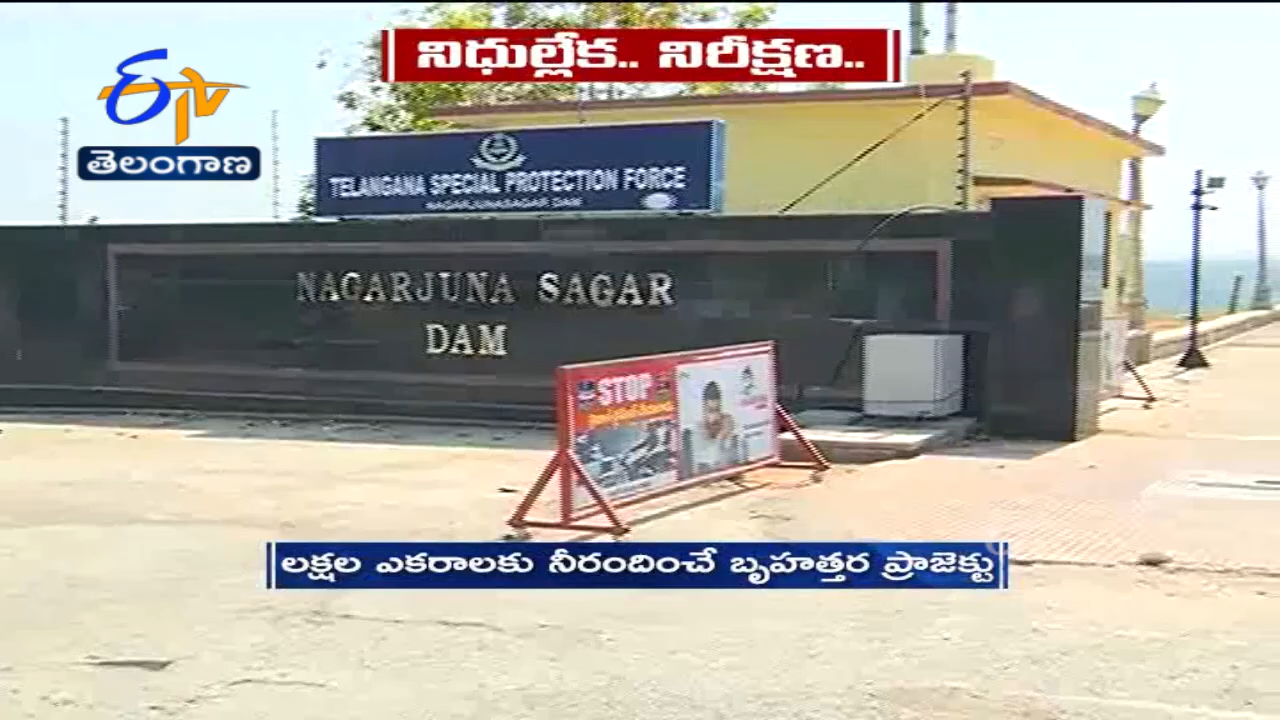 నిధుల్లేక.. నిరీక్షణ..
ETV
తెలంగాణ
TELANGANA SPECIAL PROTECTION FORCE
NAGARJUNASAGAR DAM
NAGARJUNA SAGAR
DAM
STOP
లక్షల ఎకరాలకు నీరందించే బృహత్తర ప్రాజెక్టు